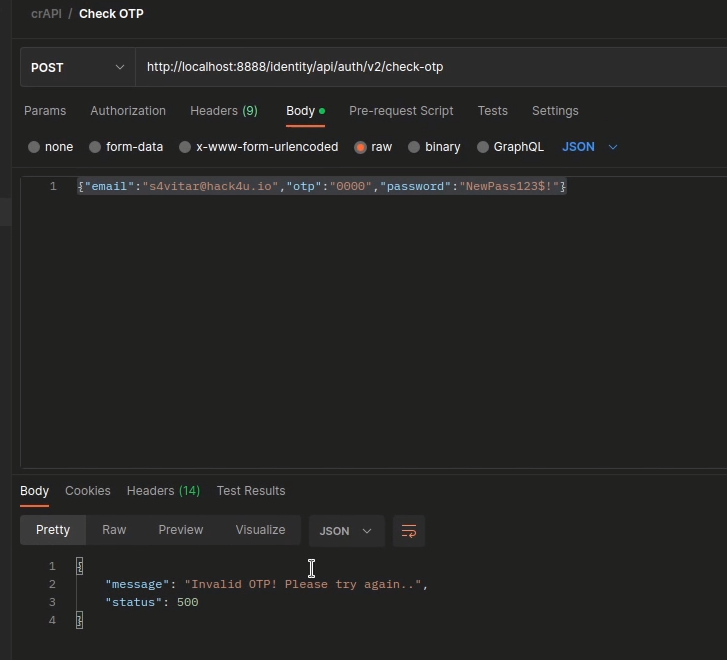 crAPI / Check OTP
POST http://localhost:8888/identity/api/auth/v2/check-otp
Params Authorization Headers (9) Body Pre-request Script Tests Settings
none form-data x-www-form-urlencoded raw binary GraphQL JSON
1 {"email":"s4vitar@hack4u.io","otp":"0000","password":"NewPass123$!"}
Body Cookies Headers (14) Test Results
Pretty Raw Preview Visualize JSON
1 {
2 "message": "Invalid OTP! Please try again..",
3 "status": 500
4 }